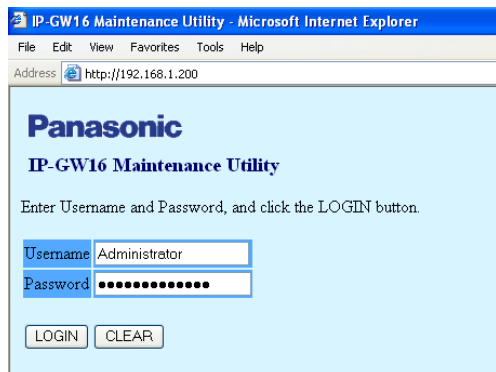 IP-GW16 Maintenance Utility - Microsoft Internet Explorer
File Edit View Favorites Tools Help
Address http://192.168.1.200
Panasonic
IP-GW16 Maintenance Utility
Enter Username and Password, and click the LOGIN button.
Username Administrator
Password •••••••••••••
LOGIN CLEAR